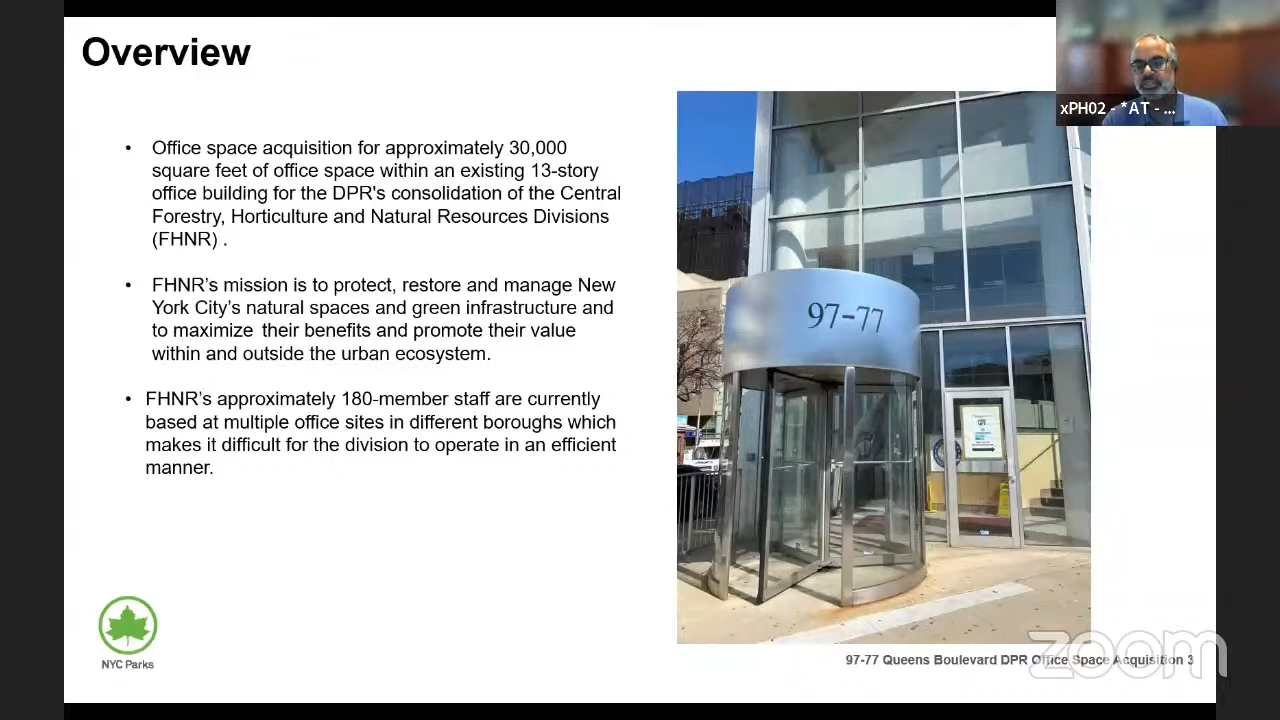 Overview
xPH02 - *AT - ...
• Office space acquisition for approximately 30,000
square feet of office space within an existing 13-story
office building for the DPR's consolidation of the Central
Forestry, Horticulture and Natural Resources Divisions
(FHNR) .
• FHNR’s mission is to protect, restore and manage New
York City’s natural spaces and green infrastructure and
to maximize their benefits and promote their value
within and outside the urban ecosystem.
• FHNR’s approximately 180-member staff are currently
based at multiple office sites in different boroughs which
makes it difficult for the division to operate in an efficient
manner.
97-77
NYC Parks
97-77 Queens Boulevard DPR Office Space Acquisition 3
zoom